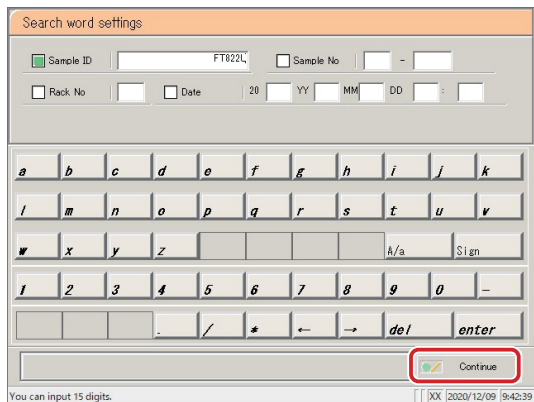 Search word settings
Sample ID FT822L Sample No -
Rack No Date 20 YY MM DD :
a b c d e f g h i j k
l m n o p q r s t u v
w x y z A/a Sign
1 2 3 4 5 6 7 8 9 0 -
. / * ← → del enter
Continue
You can input 15 digits. XX 2020/12/09 9:42:39